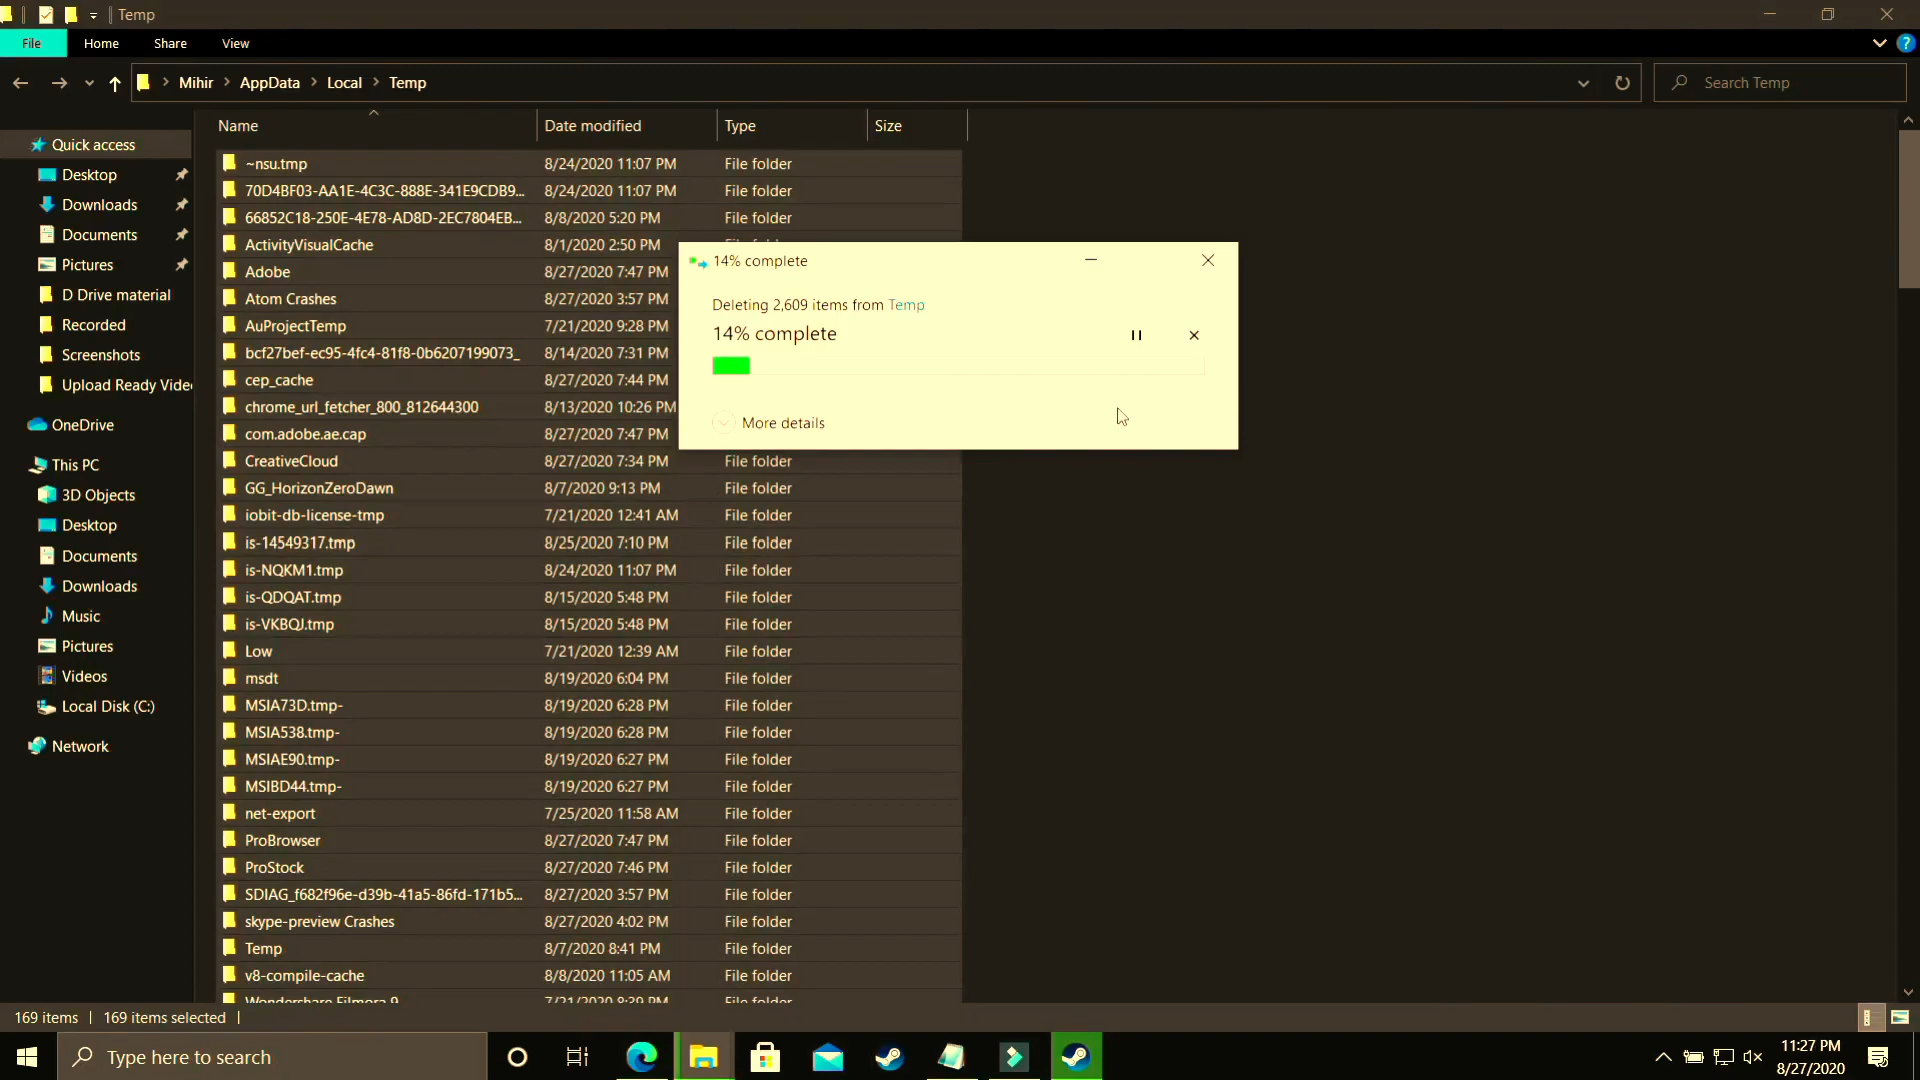 Temp
File Home Share View
Mihir AppData Local Temp
Search Temp
Name Date modified Type Size
Quick access
Desktop
Downloads
Documents
Pictures
D Drive material
Recorded
Screenshots
Upload Ready Vide
OneDrive
This PC
3D Objects
Desktop
Documents
Downloads
Music
Pictures
Videos
Local Disk (C:)
Network
~nsu.tmp 8/24/2020 11:07 PM File folder
70D4BF03-AA1E-4C3C-888E-341E9CDB9... 8/24/2020 11:07 PM File folder
66852C18-250E-4E78-AD8D-2EC7804EB... 8/8/2020 5:20 PM File folder
ActivityVisualCache 8/1/2020 2:50 PM File folder
Adobe 8/27/2020 7:47 PM
Atom Crashes 8/27/2020 3:57 PM
AuProjectTemp 7/21/2020 9:28 PM
bcf27bef-ec95-4fc4-81f8-0b6207199073_ 8/14/2020 7:31 PM
cep_cache 8/27/2020 7:44 PM
chrome_url_fetcher_800_812644300 8/13/2020 10:26 PM
com.adobe.ae.cap 8/27/2020 7:47 PM
CreativeCloud 8/27/2020 7:34 PM File folder
GG_HorizonZeroDawn 8/7/2020 9:13 PM File folder
iobit-db-license-tmp 7/21/2020 12:41 AM File folder
is-14549317.tmp 8/25/2020 7:10 PM File folder
is-NQKM1.tmp 8/24/2020 11:07 PM File folder
is-QDQAT.tmp 8/15/2020 5:48 PM File folder
is-VKBQJ.tmp 8/15/2020 5:48 PM File folder
Low 7/21/2020 12:39 AM File folder
msdt 8/19/2020 6:04 PM File folder
MSIA73D.tmp- 8/19/2020 6:28 PM File folder
MSIA538.tmp- 8/19/2020 6:28 PM File folder
MSIAE90.tmp- 8/19/2020 6:27 PM File folder
MSIBD44.tmp- 8/19/2020 6:27 PM File folder
net-export 7/25/2020 11:58 AM File folder
ProBrowser 8/27/2020 7:47 PM File folder
ProStock 8/27/2020 7:46 PM File folder
SDIAG_f682f96e-d39b-41a5-86fd-171b5... 8/27/2020 3:57 PM File folder
skype-preview Crashes 8/27/2020 4:02 PM File folder
Temp 8/7/2020 8:41 PM File folder
v8-compile-cache 8/8/2020 11:05 AM File folder
Wondershare Filmora 9 7/21/2020 8:39 PM File folder
14% complete
Deleting 2,609 items from Temp
14% complete
More details
169 items 169 items selected
Type here to search
11:27 PM
8/27/2020